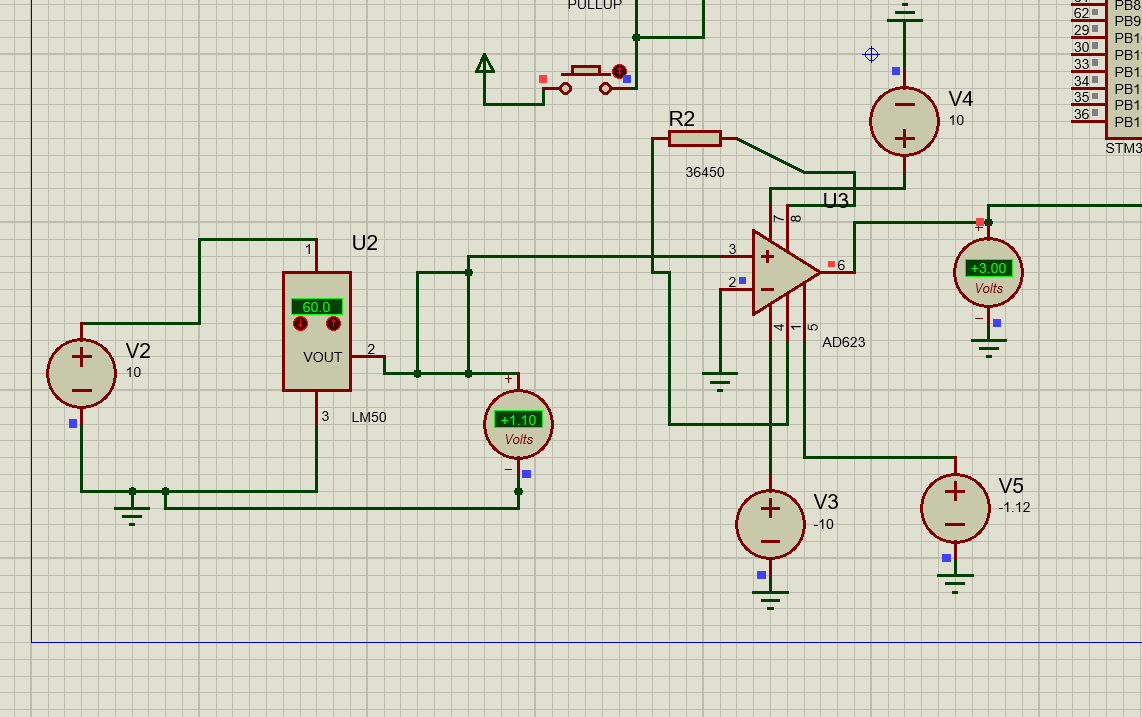 PULLUP
62
PB8
PB9
29
PB1
30
PB1
33
PB1
34
PB1
35
PB1
36
PB1
STM3
V4
10
R2
36450
U3
7
8
3
2
6
4
1
5
AD623
+
+3.00
Volts
U2
1
60.0
VOUT
2
3
LM50
V2
10
+
+1.10
Volts
V3
-10
V5
-1.12